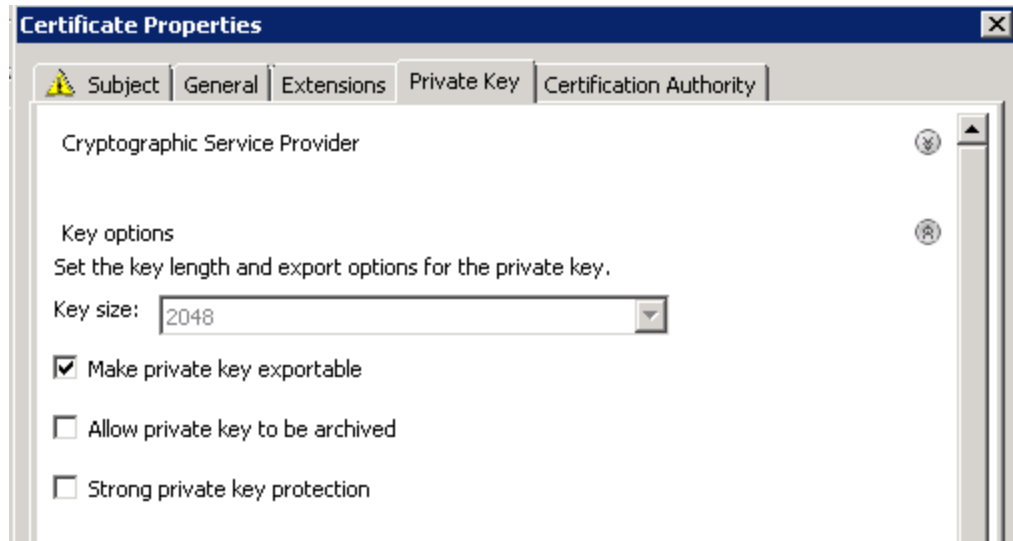 Certificate Properties
Subject General Extensions Private Key Certification Authority
Cryptographic Service Provider
Key options
Set the key length and export options for the private key.
Key size: 2048
Make private key exportable
Allow private key to be archived
Strong private key protection